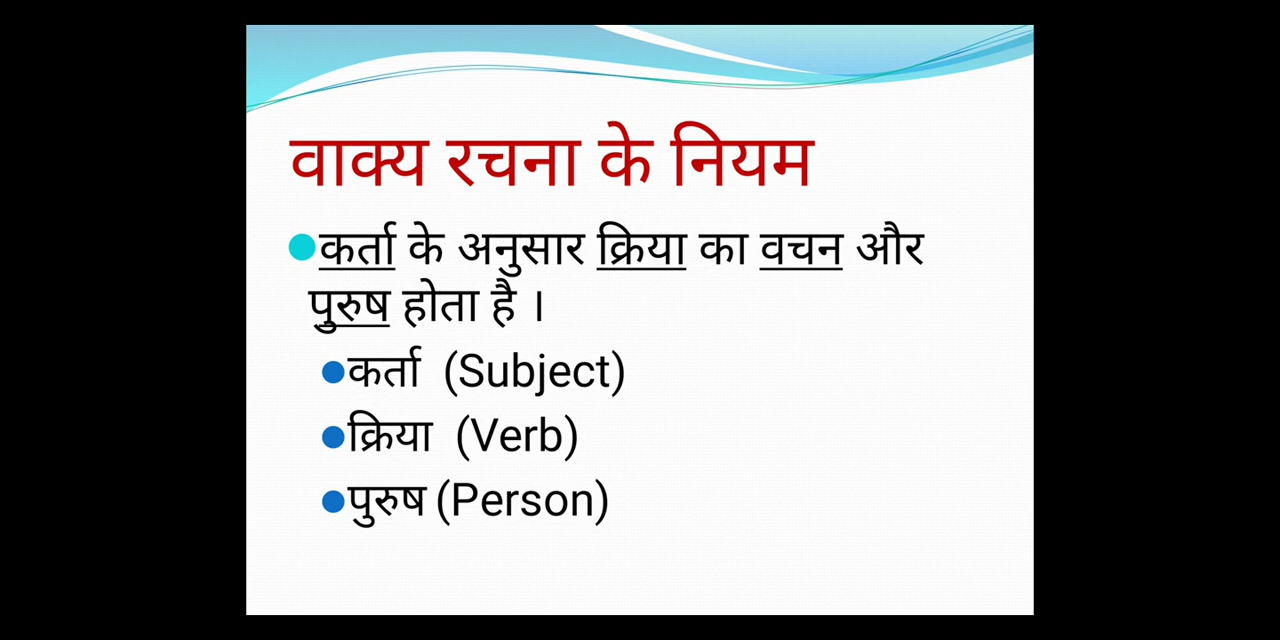 वाक्य रचना के नियम
कर्ता के अनुसार क्रिया का वचन और
पुरुष होता है ।
कर्ता (Subject)
क्रिया (Verb)
पुरुष (Person)